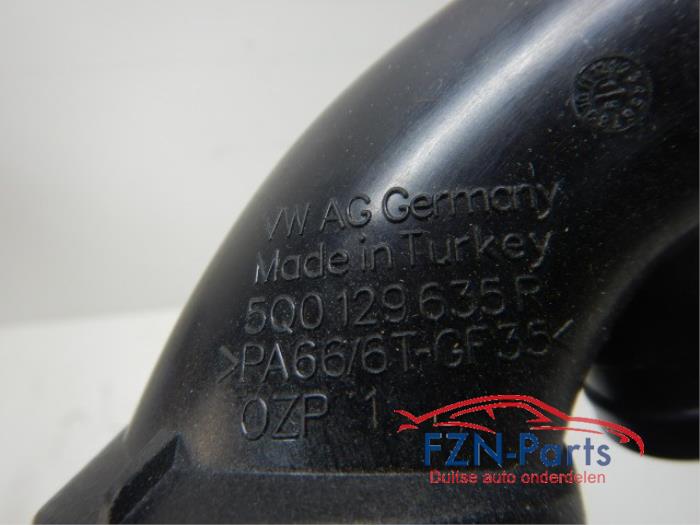 VW AG Germany
Made in Turkey
5Q0 129 635 R
>PA66/6T-GF35<
OZP 1
FZN-Parts
Duitse auto onderdelen